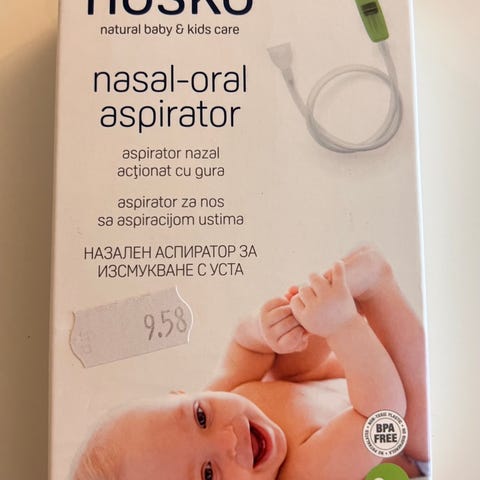 nosko
natural baby & kids care
nasal-oral
aspirator
aspirator nazal
acționat cu gura
aspirator za nos
sa aspiracijom ustima
НАЗАЛЕН АСПИРАТОР ЗА
ИЗСМУКВАНЕ С УСТА
9.58
BPA
FREE